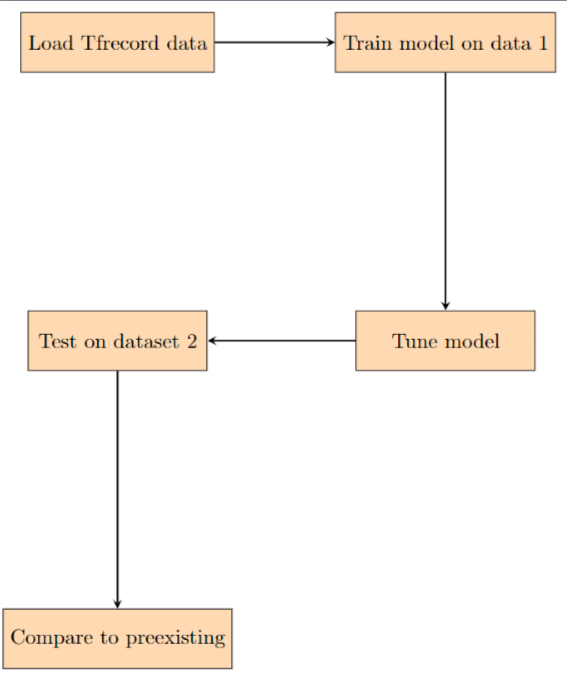 Load Tfrecord data
Train model on data 1
Tune model
Test on dataset 2
Compare to preexisting